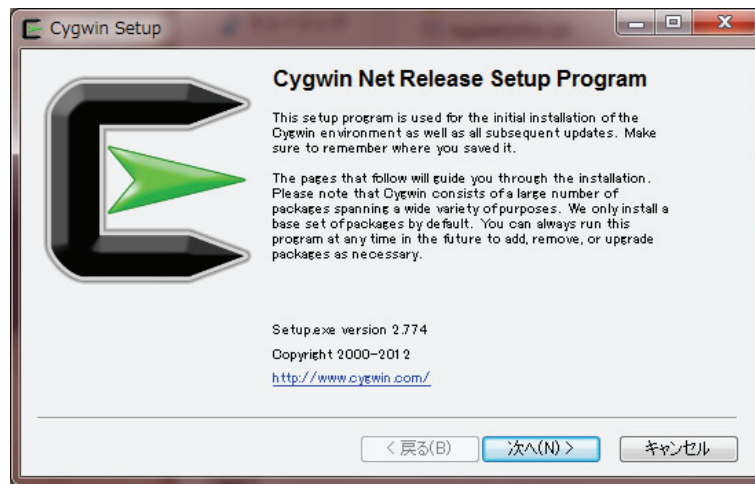 Cygwin Setup
Cygwin Net Release Setup Program
This setup program is used for the initial installation of the
Cygwin environment as well as all subsequent updates. Make
sure to remember where you saved it.
The pages that follow will guide you through the installation.
Please note that Cygwin consists of a large number of
packages spanning a wide variety of purposes. We only install a
base set of packages by default. You can always run this
program at any time in the future to add, remove, or upgrade
packages as necessary.
Setup.exe version 2.774
Copyright 2000-2012
http://www.cygwin.com/
< 戻る(B)
次へ(N) >
キャンセル